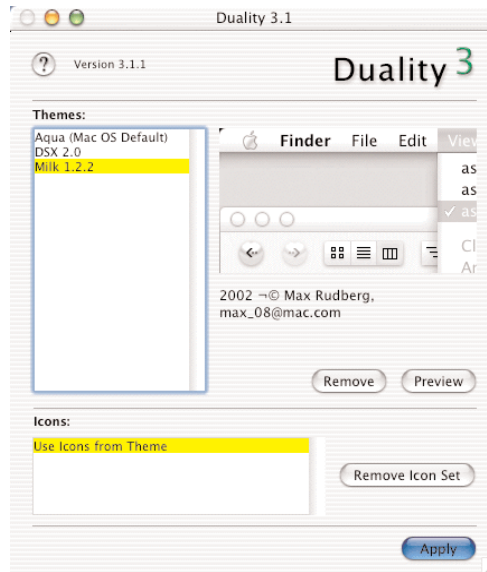 Duality 3.1
?
Version 3.1.1
Duality 3
Themes:
Aqua (Mac OS Default)
DSX 2.0
Milk 1.2.2
Finder File Edit View
as
as
✓ as
Cl
Ar
2002 ¬© Max Rudberg,
max_08@mac.com
Remove Preview
Icons:
Use Icons from Theme
Remove Icon Set
Apply